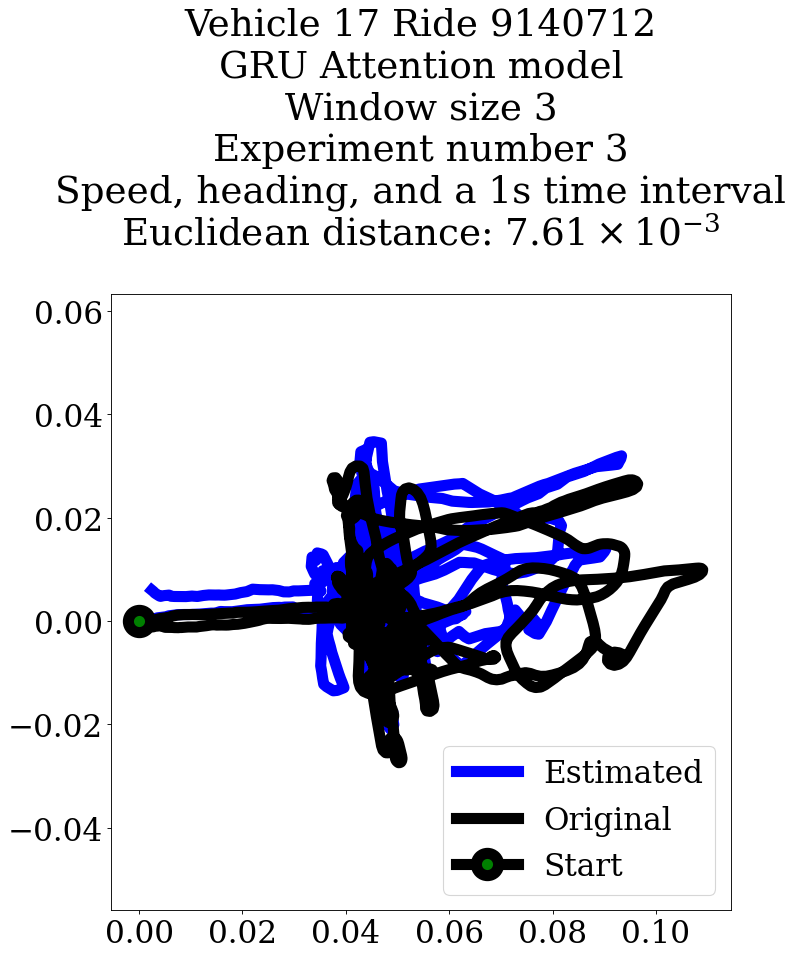 Vehicle 17 Ride 9140712
GRU Attention model
Window size 3
Experiment number 3
Speed, heading, and a 1s time interval
Euclidean distance: 7.61 × 10⁻³
0.06
0.04
0.02
0.00
−0.02
−0.04
0.00 0.02 0.04 0.06 0.08 0.10
Estimated
Original
Start